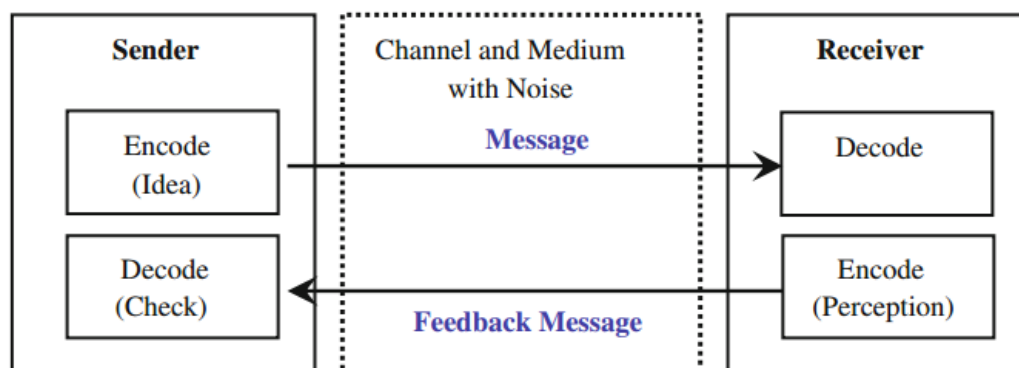 Sender
Encode
(Idea)
Decode
(Check)
Channel and Medium
with Noise
Message
Feedback Message
Receiver
Decode
Encode
(Perception)